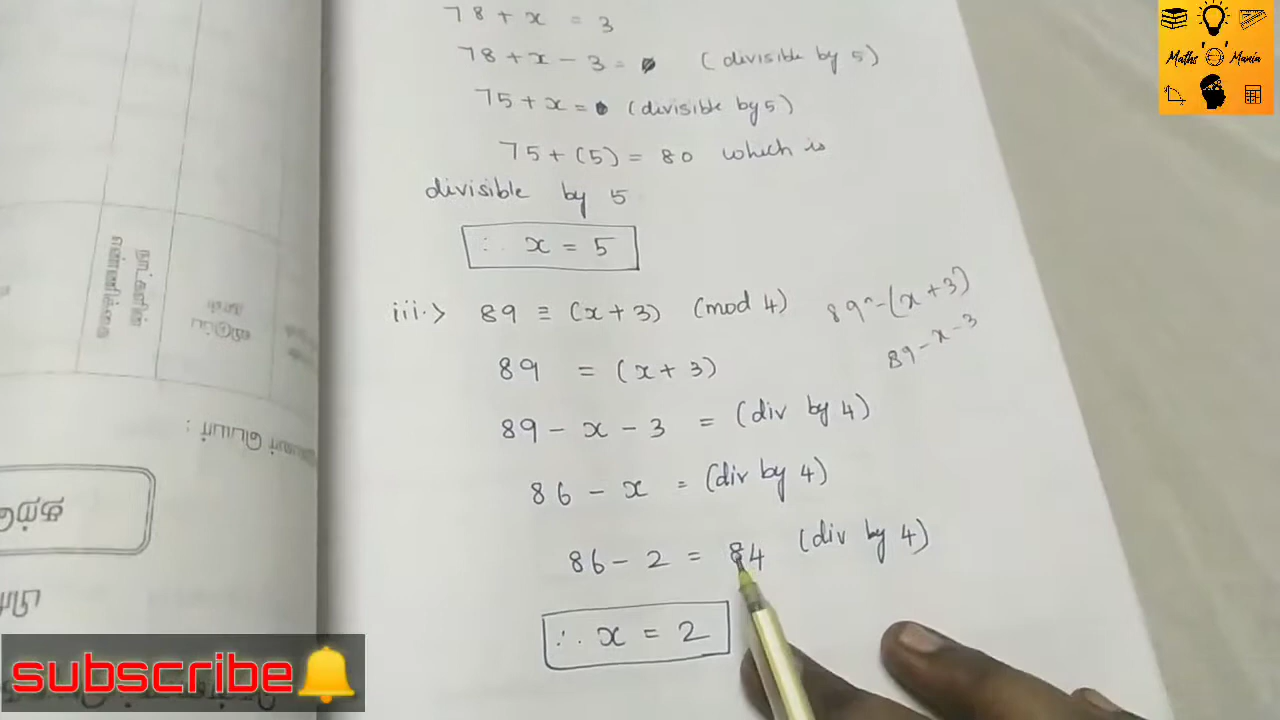 78 + x = 3
78 + x - 3 = (divisible by 5)
75 + x = (divisible by 5)
75 + (5) = 80 which is
divisible by 5
∴ x = 5
iii.) 89 ≡ (x + 3) (mod 4)
89 - (x + 3)
89 - x - 3
89 = (x + 3)
89 - x - 3 = (div by 4)
86 - x = (div by 4)
86 - 2 = 84 (div by 4)
∴ x = 2
Maths Mania
நாட்களின்
எண்ணிக்கை
subscribe